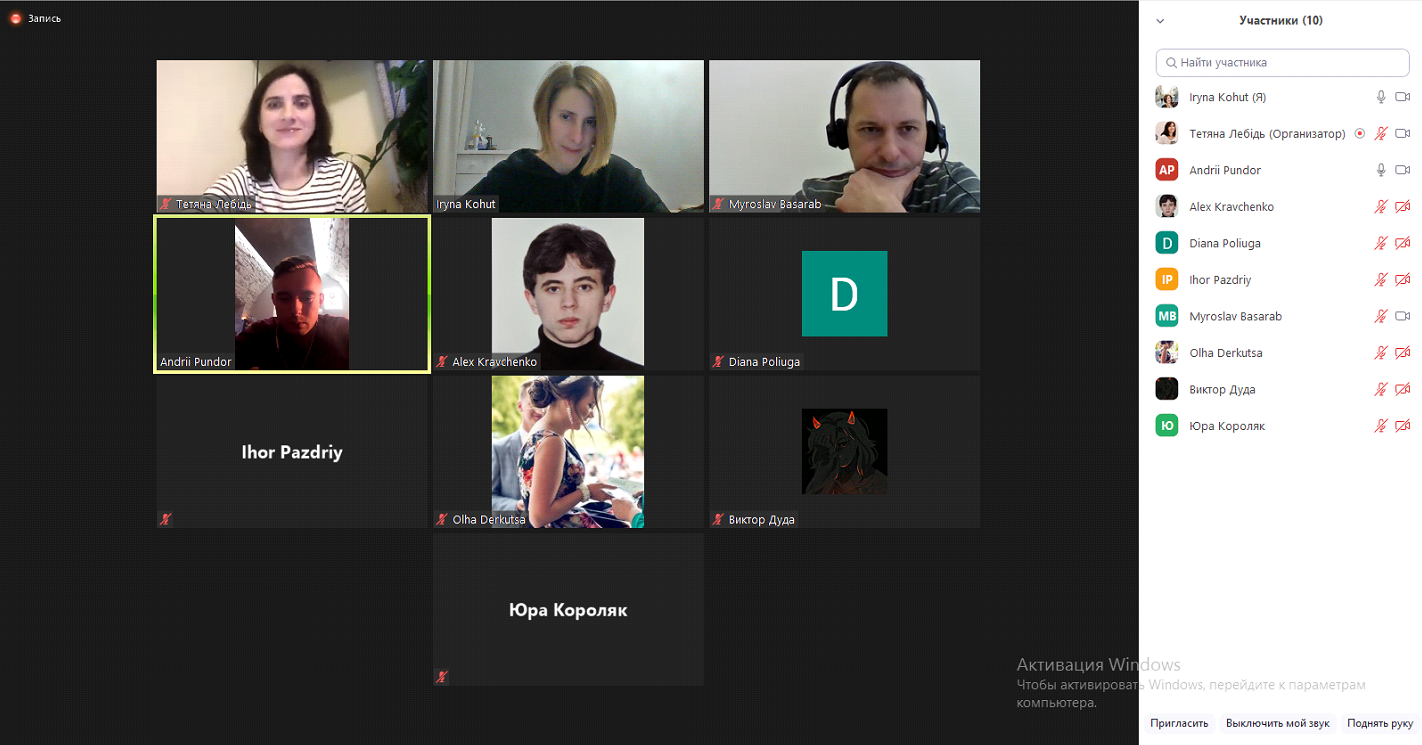 Запись
Тетяна Лебідь
Iryna Kohut
Myroslav Basarab
Andrii Pundor
Alex Kravchenko
D
Diana Poliuga
Ihor Pazdriy
Olha Derkutsa
Виктор Дуда
Юра Короляк
Участники (10)
Найти участника
Iryna Kohut (Я)
Тетяна Лебідь (Организатор)
AP Andrii Pundor
Alex Kravchenko
D Diana Poliuga
IP Ihor Pazdriy
MB Myroslav Basarab
Olha Derkutsa
Виктор Дуда
Ю Юра Короляк
Активация Windows
Чтобы активировать Windows, перейдите к параметрам
компьютера.
Пригласить Выключить мой звук Поднять руку